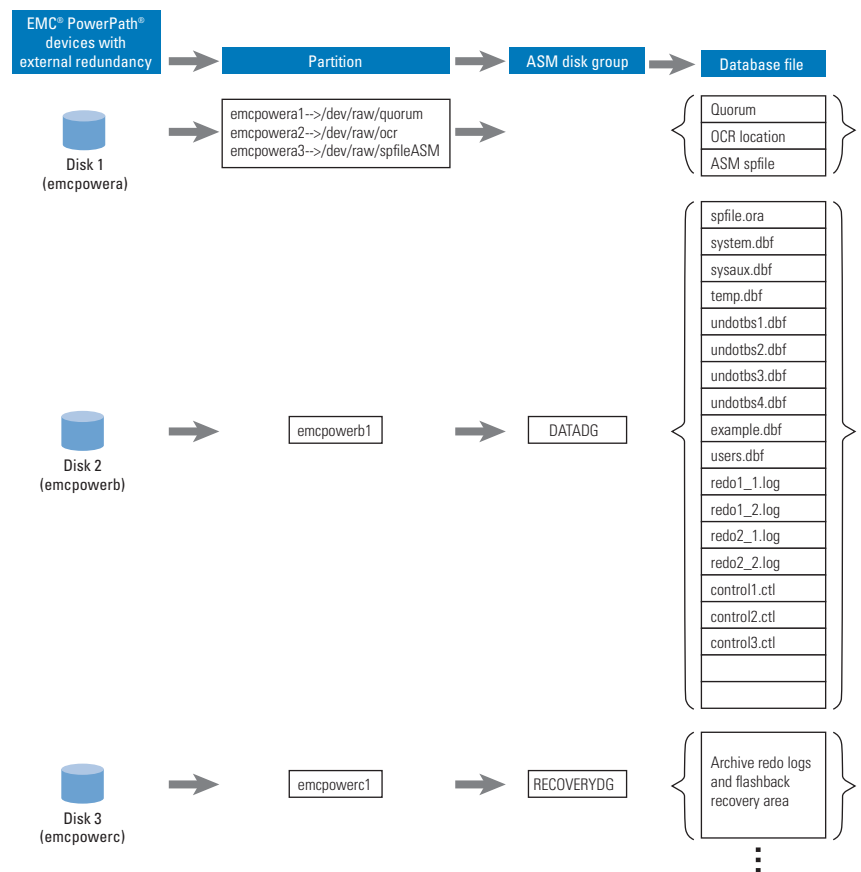 EMC® PowerPath®
devices with
external redundancy
Partition
ASM disk group
Database file
Disk 1
(emcpowera)
emcpowera1-->/dev/raw/quorum
emcpowera2-->/dev/raw/ocr
emcpowera3-->/dev/raw/spfileASM
Quorum
OCR location
ASM spfile
Disk 2
(emcpowerb)
emcpowerb1
DATADG
spfile.ora
system.dbf
sysaux.dbf
temp.dbf
undotbs1.dbf
undotbs2.dbf
undotbs3.dbf
undotbs4.dbf
example.dbf
users.dbf
redo1_1.log
redo1_2.log
redo2_1.log
redo2_2.log
control1.ctl
control2.ctl
control3.ctl
Disk 3
(emcpowerc)
emcpowerc1
RECOVERYDG
Archive redo logs
and flashback
recovery area